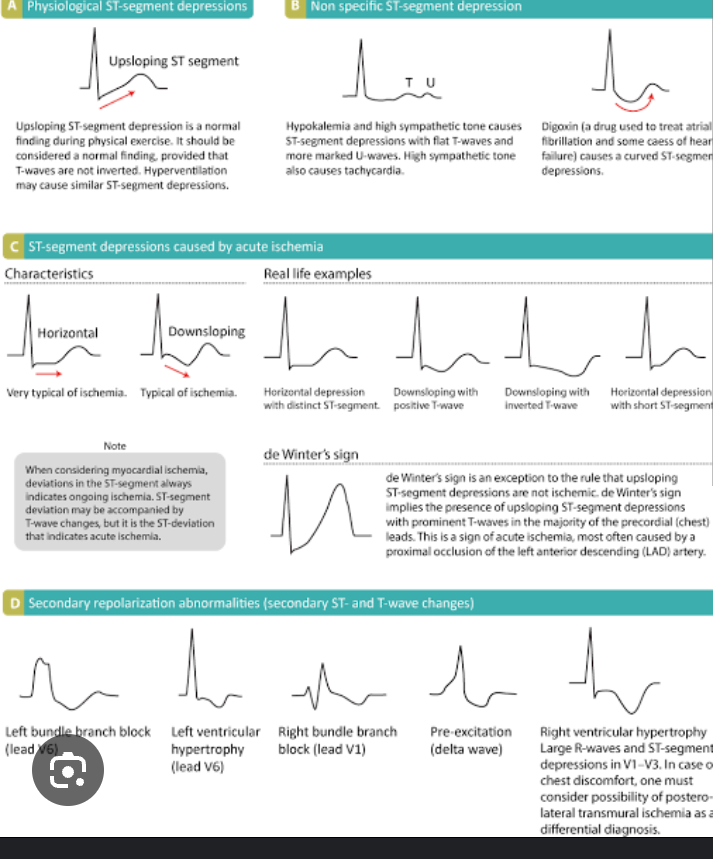 A Physiological ST-segment depressions
B Non specific ST-segment depression
Upsloping ST segment
T U
Upsloping ST-segment depression is a normal
finding during physical exercise. It should be
considered a normal finding, provided that
T-waves are not inverted. Hyperventilation
may cause similar ST-segment depressions.
Hypokalemia and high sympathetic tone causes
ST-segment depressions with flat T-waves and
more marked U-waves. High sympathetic tone
also causes tachycardia.
Digoxin (a drug used to treat atrial
fibrillation and some caess of hear
failure) causes a curved ST-segmen
depressions.
C ST-segment depressions caused by acute ischemia
Characteristics
Horizontal
Downsloping
Very typical of ischemia.
Typical of ischemia.
Real life examples
Horizontal depression
with distinct ST-segment.
Downsloping with
positive T-wave
Downsloping with
inverted T-wave
Horizontal depression
with short ST-segment
Note
When considering myocardial ischemia,
deviations in the ST-segment always
indicates ongoing ischemia. ST-segment
deviation may be accompanied by
T-wave changes, but it is the ST-deviation
that indicates acute ischemia.
de Winter's sign
de Winter's sign is an exception to the rule that upsloping
ST-segment depressions are not ischemic. de Winter's sign
implies the presence of upsloping ST-segment depressions
with prominent T-waves in the majority of the precordial (chest)
leads. This is a sign of acute ischemia, most often caused by a
proximal occlusion of the left anterior descending (LAD) artery.
D Secondary repolarization abnormalities (secondary ST- and T-wave changes)
Left bundle branch block
(lead V6)
Left ventricular
hypertrophy
(lead V6)
Right bundle branch
block (lead V1)
Pre-excitation
(delta wave)
Right ventricular hypertrophy
Large R-waves and ST-segment
depressions in V1–V3. In case o
chest discomfort, one must
consider possibility of postero-
lateral transmural ischemia as a
differential diagnosis.